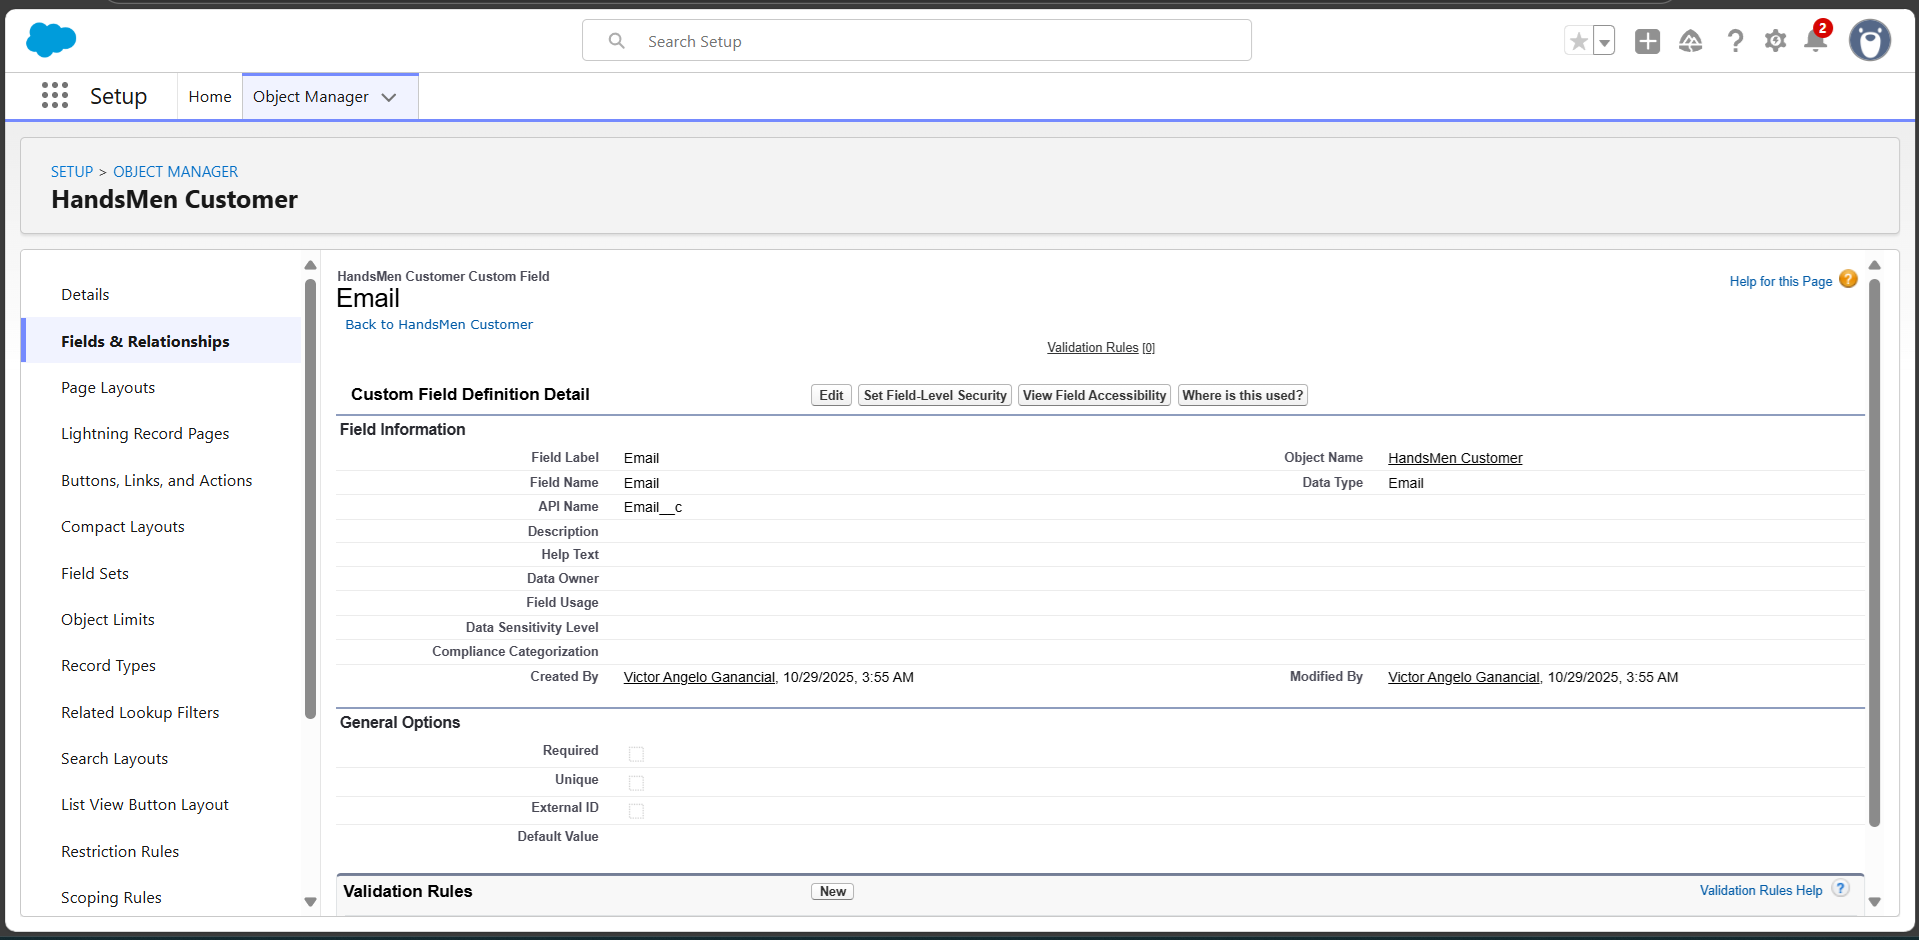 Search Setup
2
Setup
Home
Object Manager
SETUP > OBJECT MANAGER
HandsMen Customer
Details
Fields & Relationships
Page Layouts
Lightning Record Pages
Buttons, Links, and Actions
Compact Layouts
Field Sets
Object Limits
Record Types
Related Lookup Filters
Search Layouts
List View Button Layout
Restriction Rules
Scoping Rules
HandsMen Customer Custom Field
Email
Help for this Page ?
Back to HandsMen Customer
Validation Rules [0]
Custom Field Definition Detail Edit Set Field-Level Security View Field Accessibility Where is this used?
Field Information
Field Label Email Object Name HandsMen Customer
Field Name Email Data Type Email
API Name Email__c
Description
Help Text
Data Owner
Field Usage
Data Sensitivity Level
Compliance Categorization
Created By Victor Angelo Ganancial, 10/29/2025, 3:55 AM Modified By Victor Angelo Ganancial, 10/29/2025, 3:55 AM
General Options
Required
Unique
External ID
Default Value
Validation Rules New Validation Rules Help ?